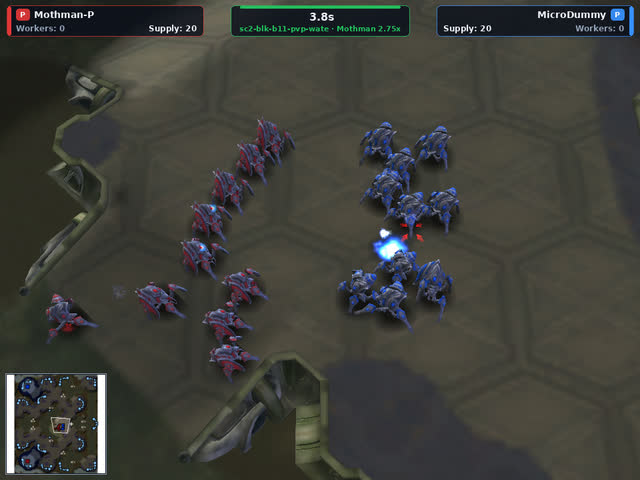 P Mothman-P
Workers: 0 Supply: 20
3.8s
sc2-blk-b11-pvp-wate · Mothman 2.75x
MicroDummy P
Supply: 20 Workers: 0